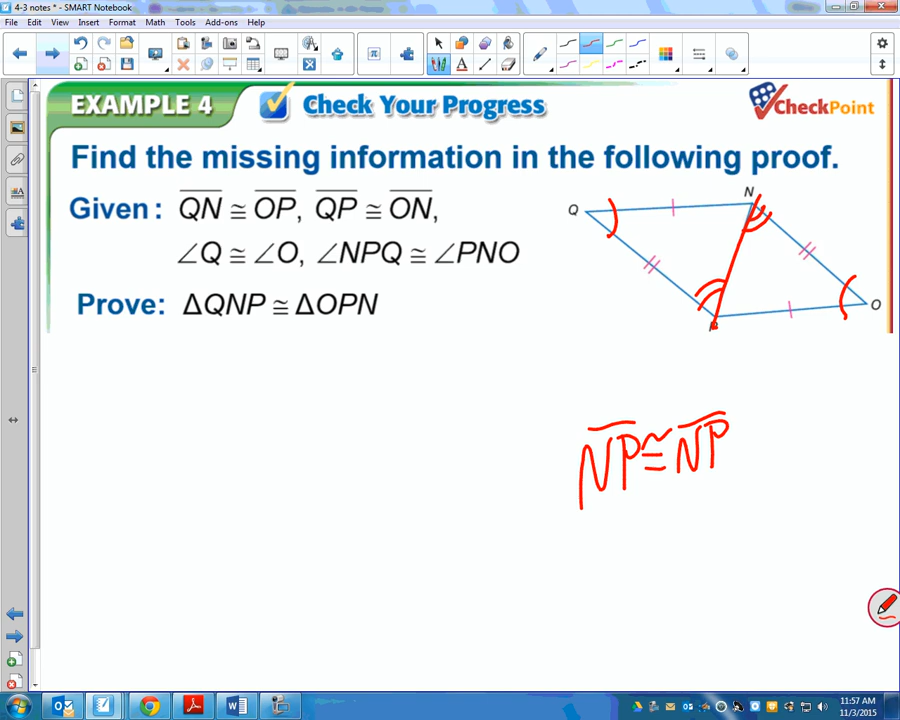 4-3 notes * - SMART Notebook
File Edit View Insert Format Math Tools Add-ons Help
EXAMPLE 4 Check Your Progress CheckPoint
Find the missing information in the following proof.
Given: QN ≅ OP, QP ≅ ON,
∠Q ≅ ∠O, ∠NPQ ≅ ∠PNO
Prove: ΔQNP ≅ ΔOPN
N
Q
O
P
NP ≅ NP
11:57 AM
11/3/2015